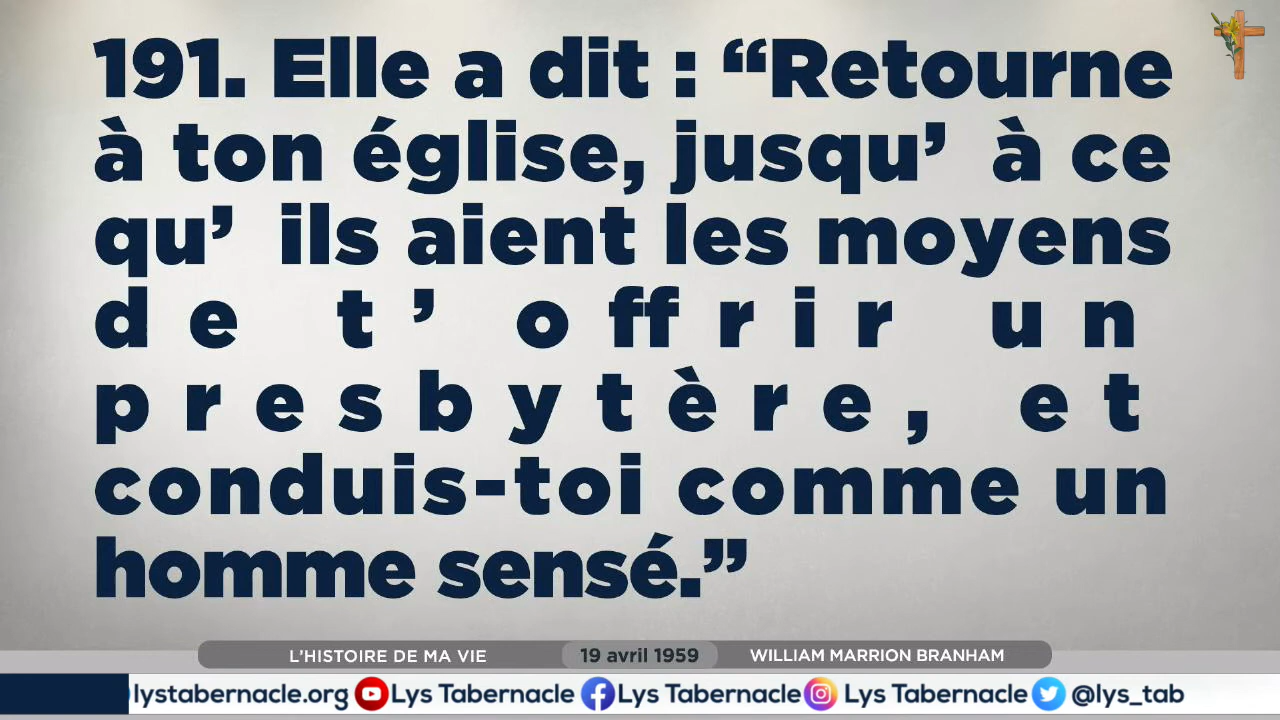 191. Elle a dit : “Retourne
à ton église, jusqu’ à ce
qu’ ils aient les moyens
de t’ offrir un
presbytère, et
conduis-toi comme un
homme sensé.”
L’HISTOIRE DE MA VIE 19 avril 1959 WILLIAM MARRION BRANHAM
lystabernacle.org Lys Tabernacle Lys Tabernacle Lys Tabernacle @lys_tab